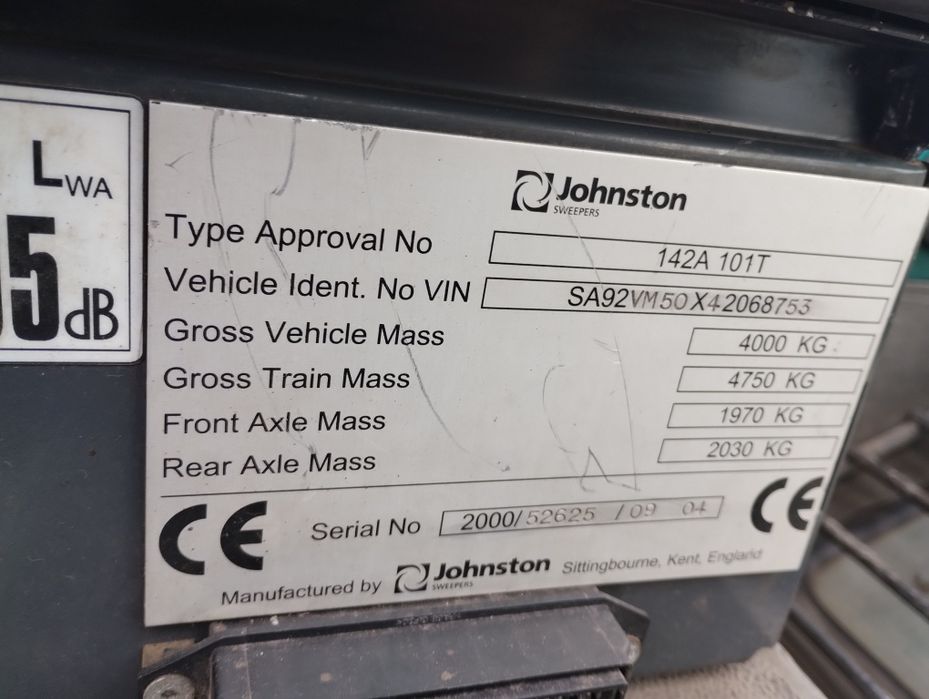 LWA
5
dB
Johnston
SWEEPERS
Type Approval No 142A 101T
Vehicle Ident. No VIN SA92VM50X42068753
Gross Vehicle Mass 4000 KG
Gross Train Mass 4750 KG
Front Axle Mass 1970 KG
Rear Axle Mass 2030 KG
CE Serial No 2000/52625 /09 04 CE
Manufactured by Johnston SWEEPERS Sittingbourne, Kent, England